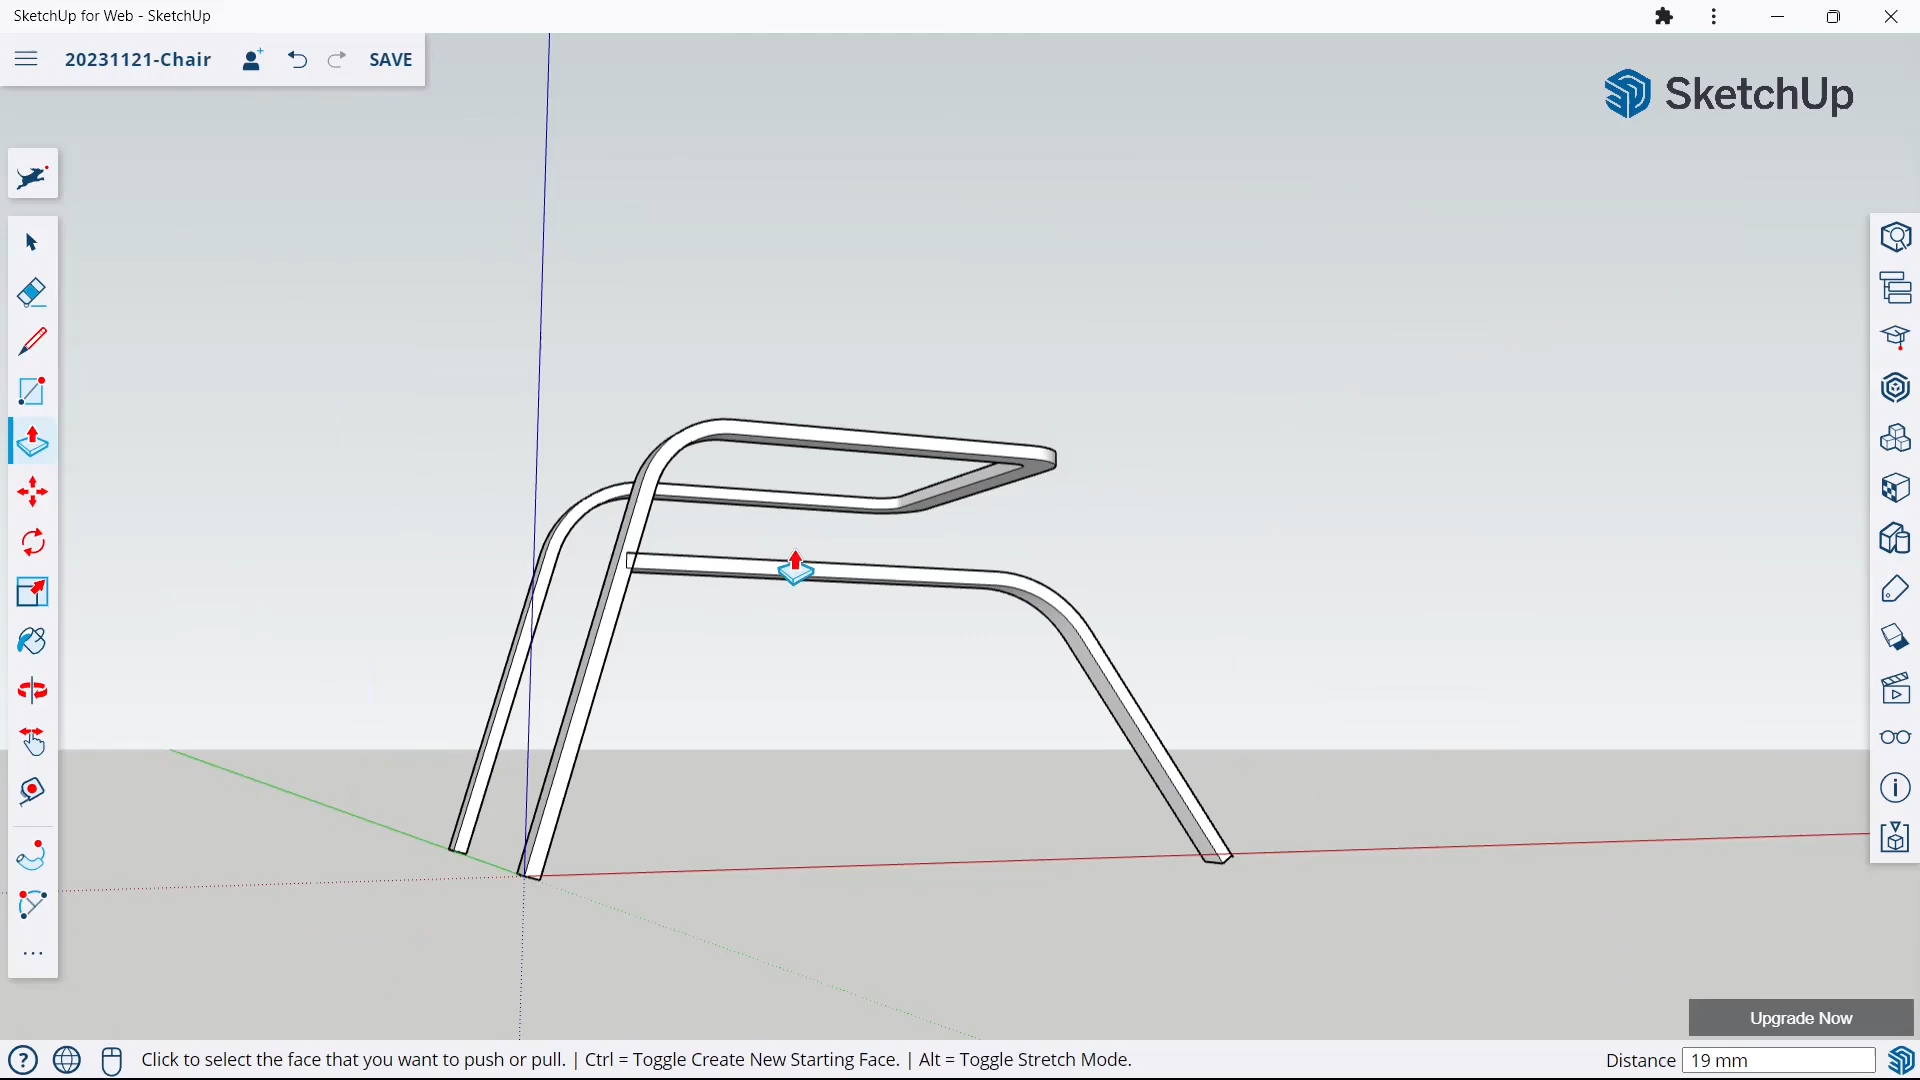 SketchUp for Web - SketchUp
20231121-Chair
SAVE
SketchUp
Upgrade Now
Click to select the face that you want to push or pull. | Ctrl = Toggle Create New Starting Face. | Alt = Toggle Stretch Mode.
Distance 19 mm